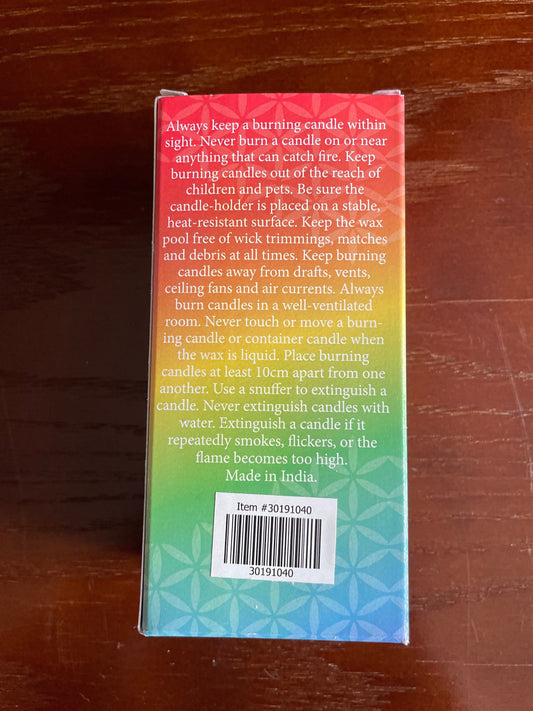 Always keep a burning candle within
sight. Never burn a candle on or near
anything that can catch fire. Keep
burning candles out of the reach of
children and pets. Be sure the
candle-holder is placed on a stable,
heat-resistant surface. Keep the wax
pool free of wick trimmings, matches
and debris at all times. Keep burning
candles away from drafts, vents,
ceiling fans and air currents. Always
burn candles in a well-ventilated
room. Never touch or move a burn-
ing candle or container candle when
the wax is liquid. Place burning
candles at least 10cm apart from one
another. Use a snuffer to extinguish a
candle. Never extinguish candles with
water. Extinguish a candle if it
repeatedly smokes, flickers, or the
flame becomes too high.
Made in India.
Item #30191040
30191040